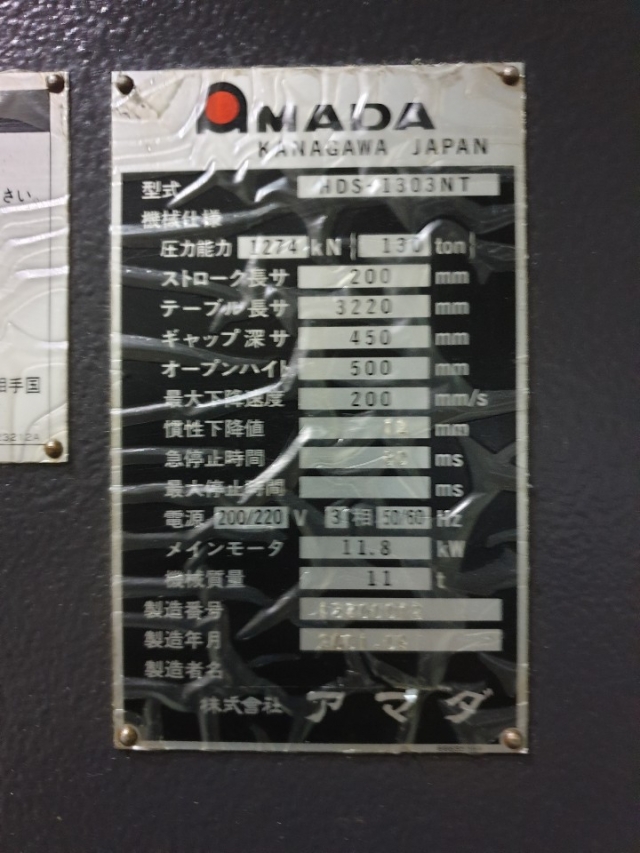 AMADA
KANAGAWA JAPAN
さい。
型式 HDS-1303NT
機械仕様
圧力能力 1274 kN 130 ton
ストローク長サ 200 mm
テーブル長サ 3220 mm
ギャップ深サ 450 mm
オープンハイト 500 mm
相手国
最大下降速度 200 mm/s
慣性下降値 mm
急停止時間 ms
3212A
最大停止時間 ms
電源 200/220 V 3 相 50/60 Hz
メインモータ 11.8 kW
機械質量 11 t
製造番号
製造年月
製造者名
株式会社 アマダ